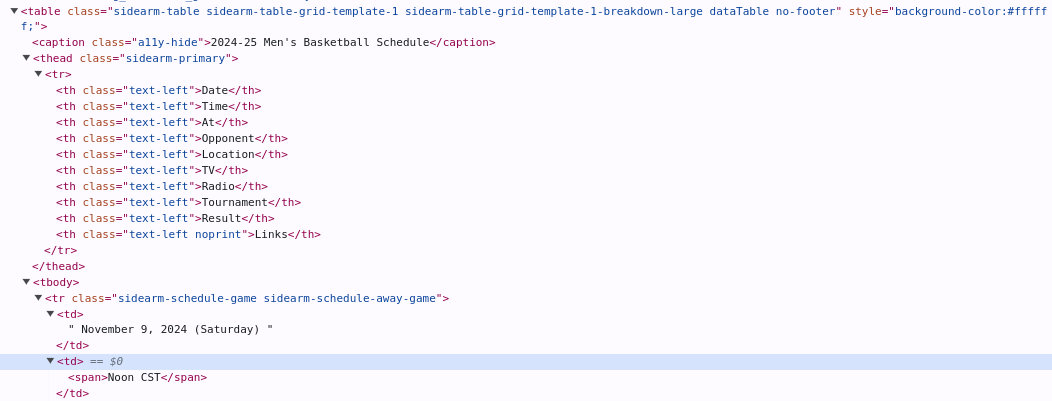 <table class="sidearm-table sidearm-table-grid-template-1 sidearm-table-grid-template-1-breakdown-large dataTable no-footer" style="background-color:#fffff
f;">
<caption class="a11y-hide">2024-25 Men's Basketball Schedule</caption>
<thead class="sidearm-primary">
<tr>
<th class="text-left">Date</th>
<th class="text-left">Time</th>
<th class="text-left">At</th>
<th class="text-left">Opponent</th>
<th class="text-left">Location</th>
<th class="text-left">TV</th>
<th class="text-left">Radio</th>
<th class="text-left">Tournament</th>
<th class="text-left">Result</th>
<th class="text-left noprint">Links</th>
</tr>
</thead>
<tbody>
<tr class="sidearm-schedule-game sidearm-schedule-away-game">
<td>
" November 9, 2024 (Saturday) "
</td>
<td> == $0
<span>Noon CST</span>
</td>